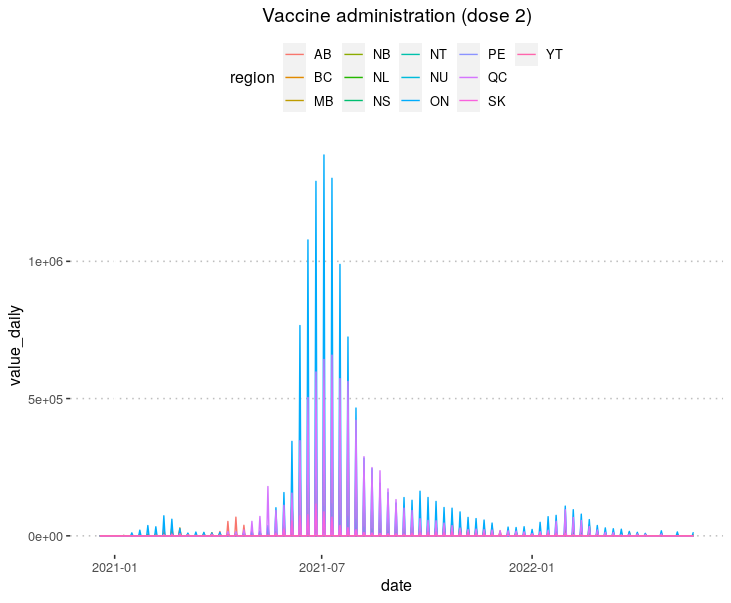 Vaccine administration (dose 2)
AB NB NT PE YT
region BC NL NU QC
MB NS ON SK
1e+06
value_daily
5e+05
0e+00
2021-01 2021-07 2022-01
date